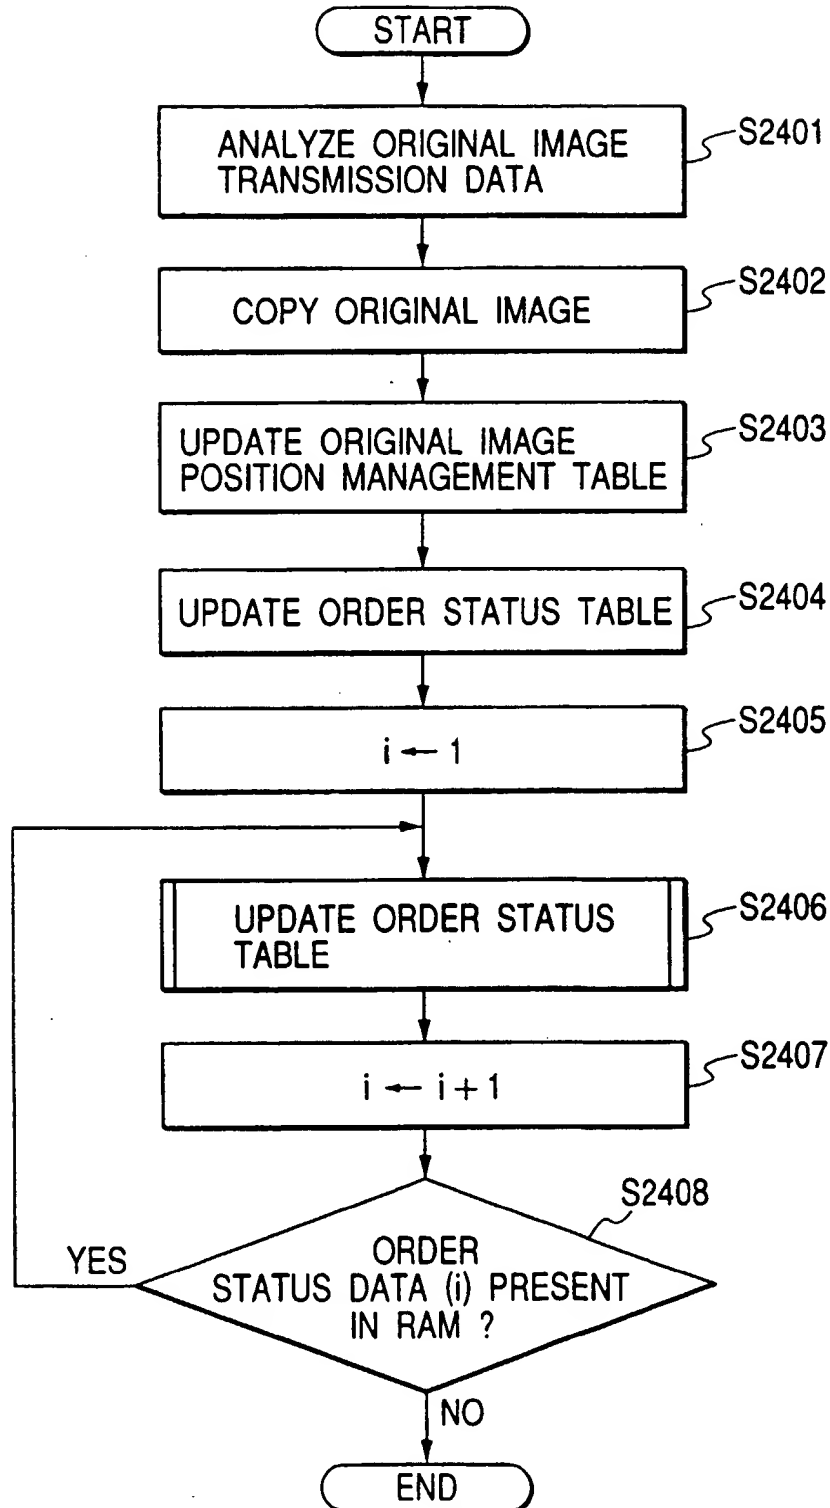 START
ANALYZE ORIGINAL IMAGE
TRANSMISSION DATA
S2401
COPY ORIGINAL IMAGE
S2402
UPDATE ORIGINAL IMAGE
POSITION MANAGEMENT TABLE
S2403
UPDATE ORDER STATUS TABLE
S2404
i ← 1
S2405
UPDATE ORDER STATUS
TABLE
S2406
i ← i + 1
S2407
S2408
YES
ORDER
STATUS DATA (i) PRESENT
IN RAM ?
NO
END